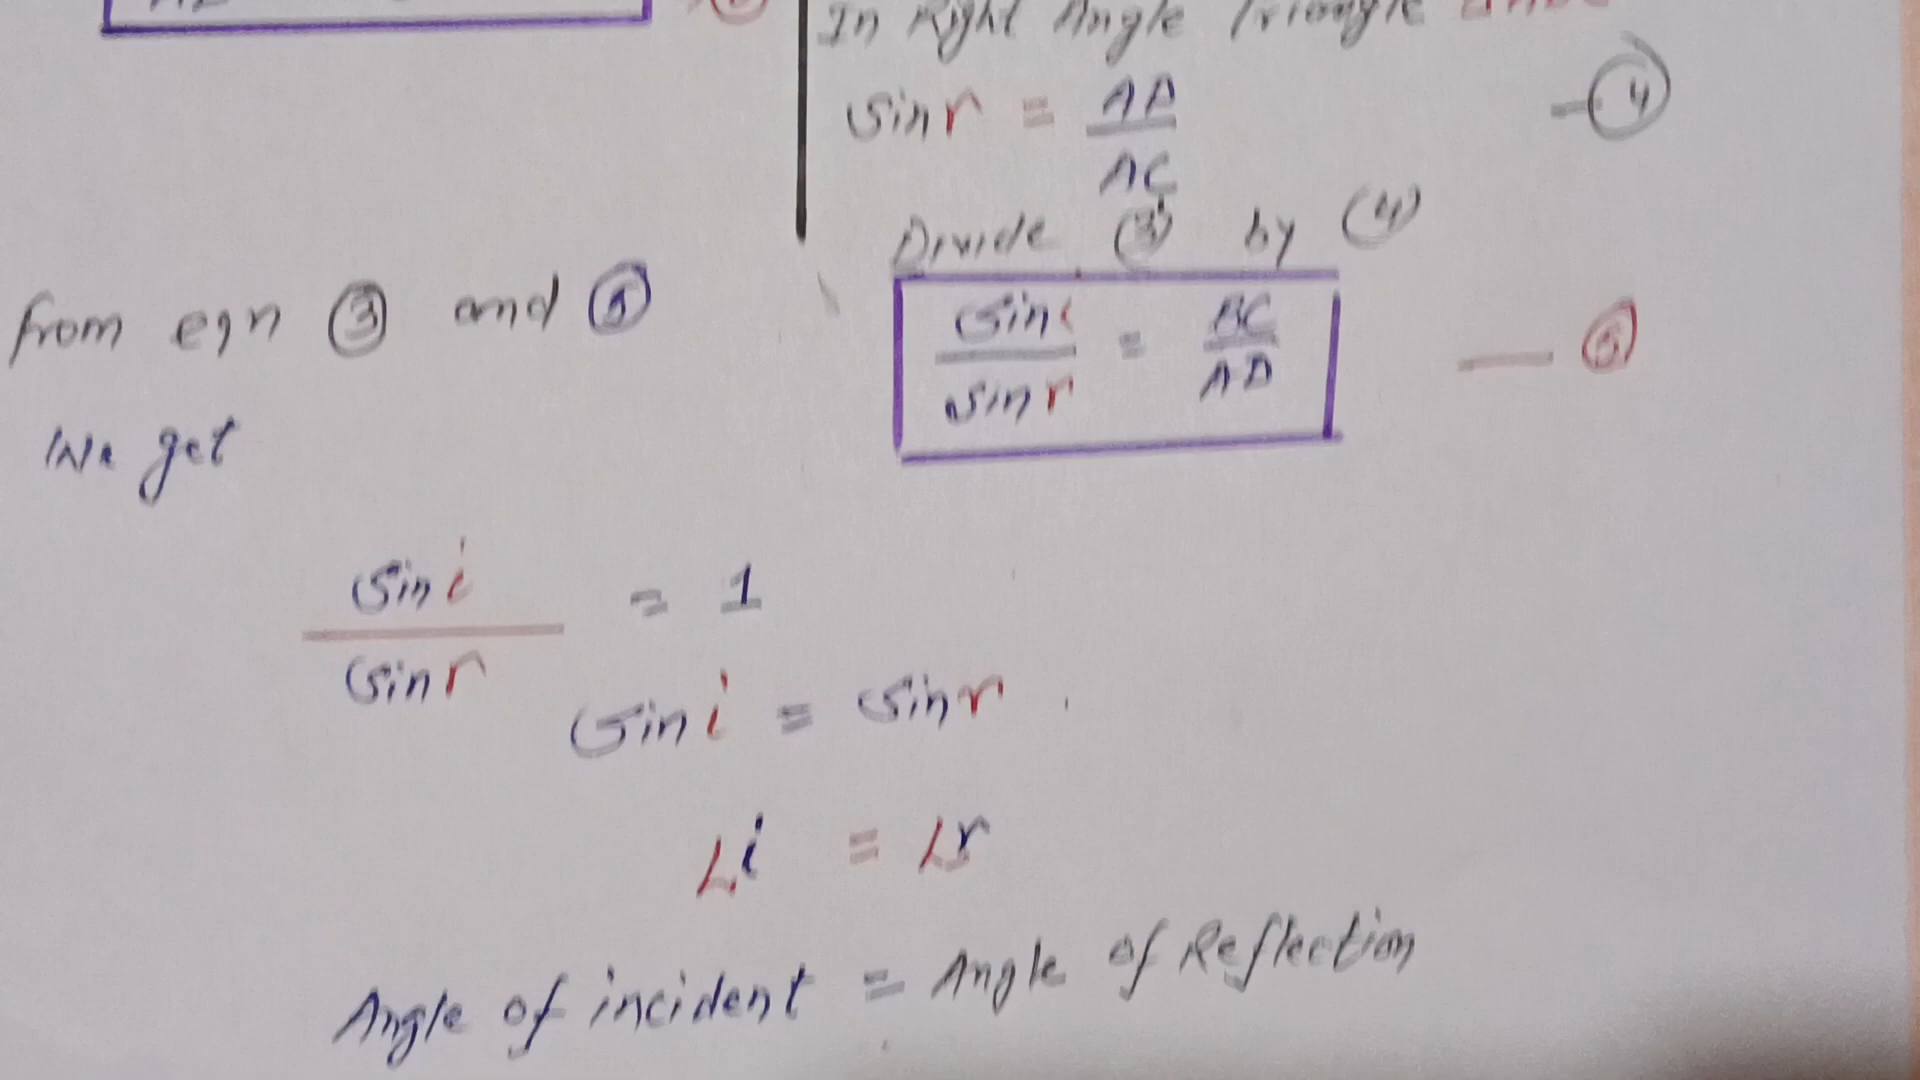 In Right Angle Triangle
sin r = AD/AC —(4)
Divide (3) by (4)
sin i/sin r = BC/AD — (5)
from eqn (3) and (5)
We get
sin i/sin r = 1
sin i = sin r
∠i = ∠r
Angle of incident = Angle of Reflection